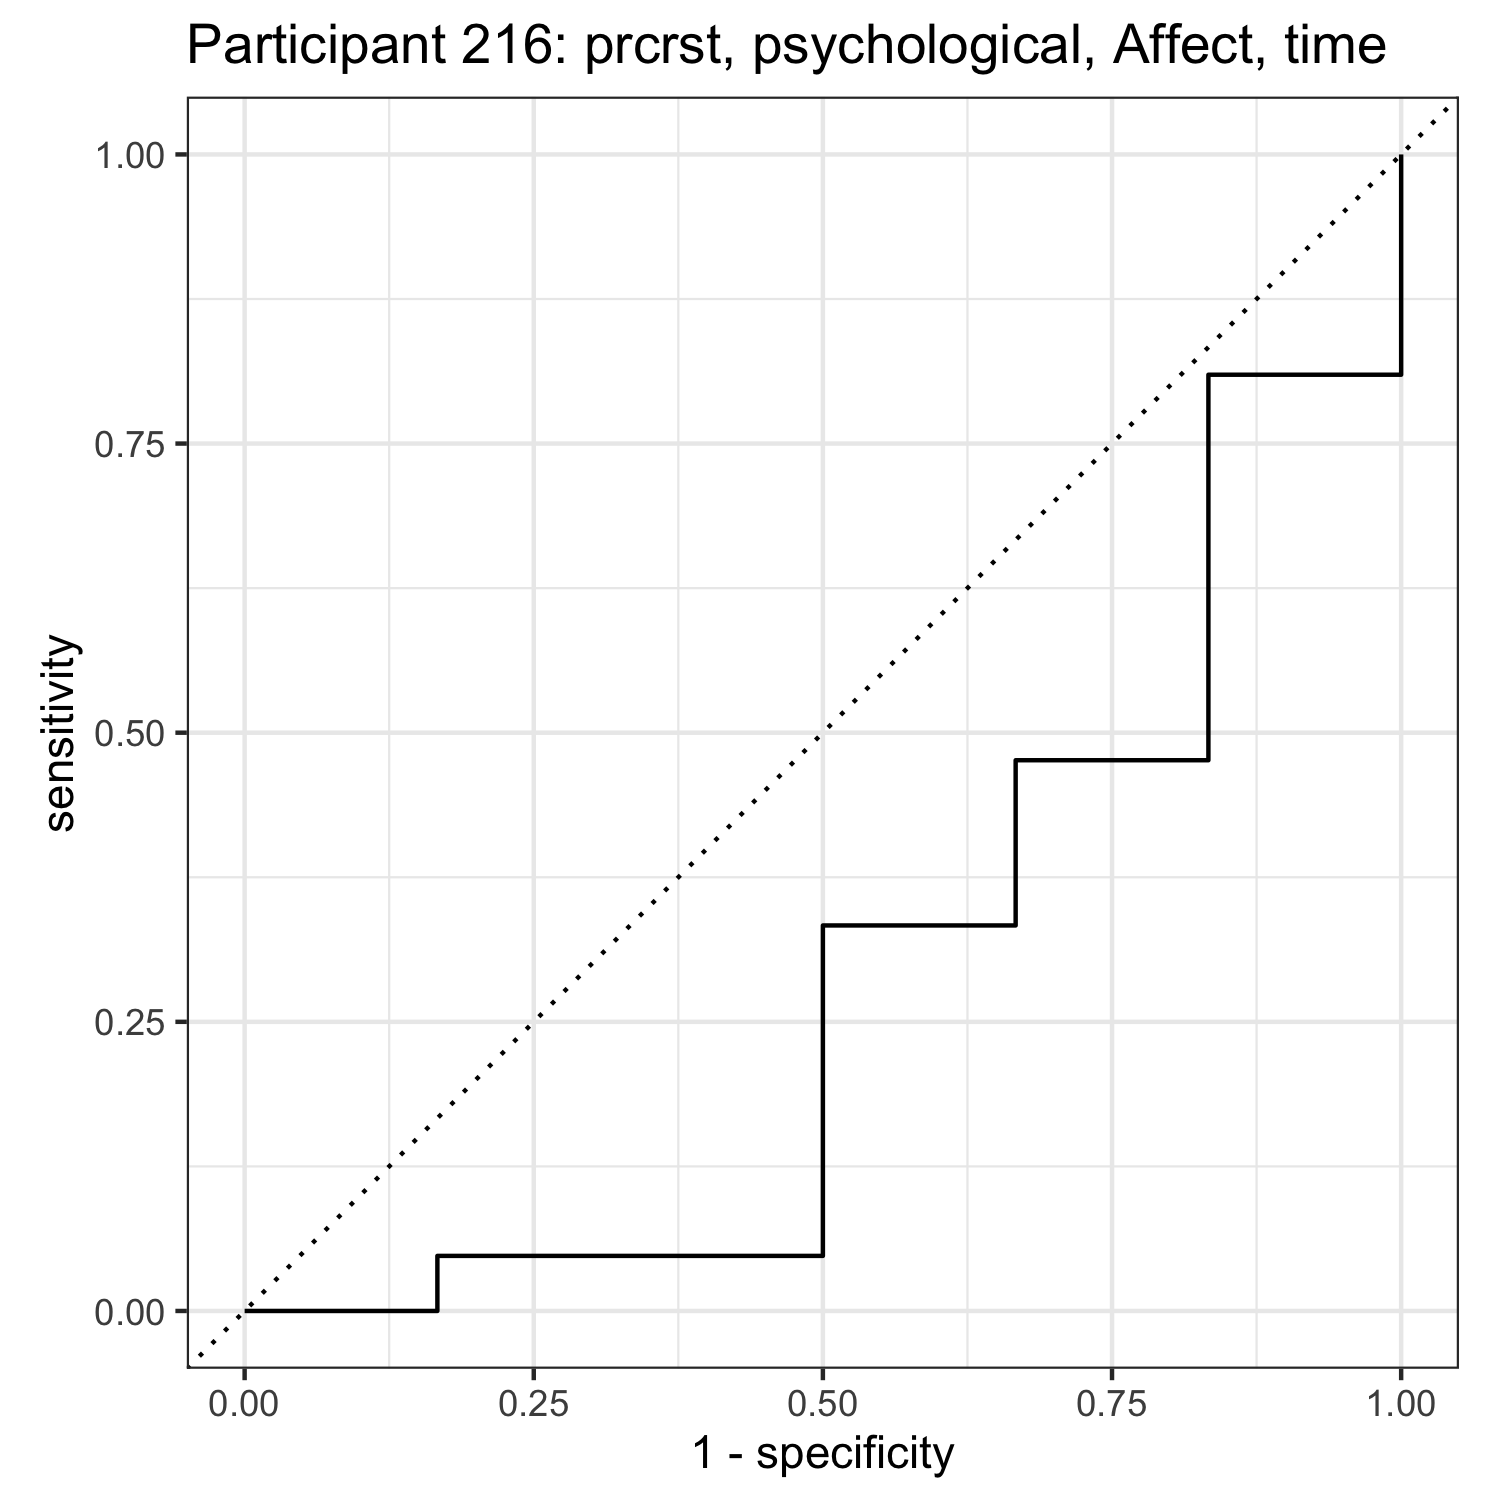 Participant 216: prcrst, psychological, Affect, time
sensitivity
1.00
0.75
0.50
0.25
0.00
0.00 0.25 0.50 0.75 1.00
1 - specificity